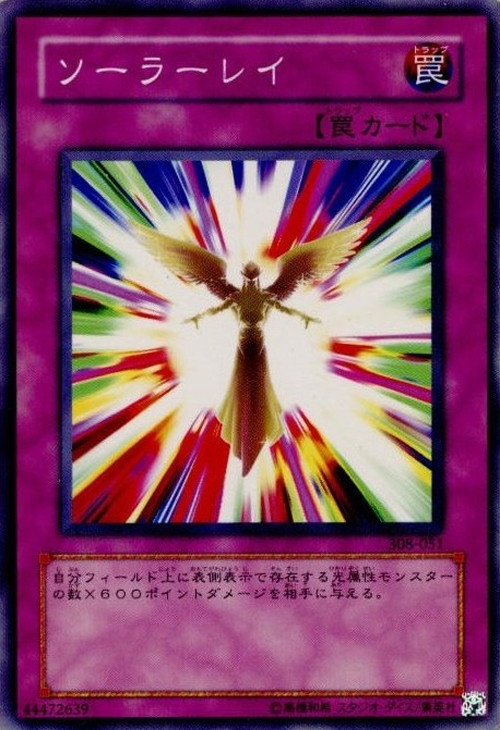 ソーラーレイ
罠
トラップ
【罠カード】
トラップ
308-051
自分フィールド上に表側表示で存在する光属性モンスター
の数×600ポイントダメージを相手に与える。
44472639
©高橋和希 スタジオ・ダイス/集英社